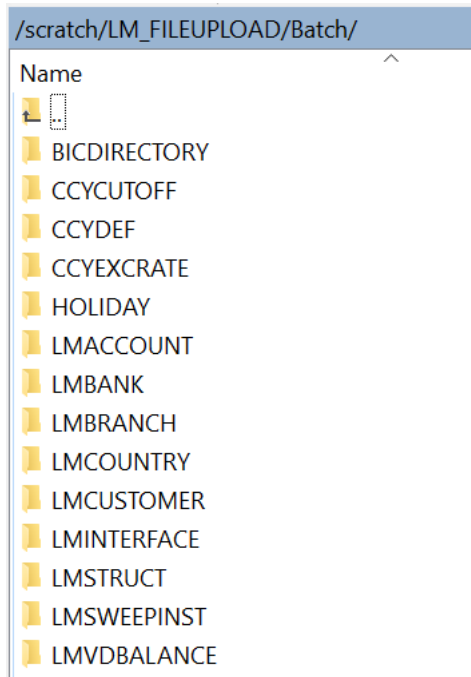 /scratch/LM_FILEUPLOAD/Batch/
Name
..
BICDIRECTORY
CCYCUTOFF
CCYDEF
CCYEXCRATE
HOLIDAY
LMACCOUNT
LMBANK
LMBRANCH
LMCOUNTRY
LMCUSTOMER
LMINTERFACE
LMSTRUCT
LMSWEEPINST
LMVDBALANCE